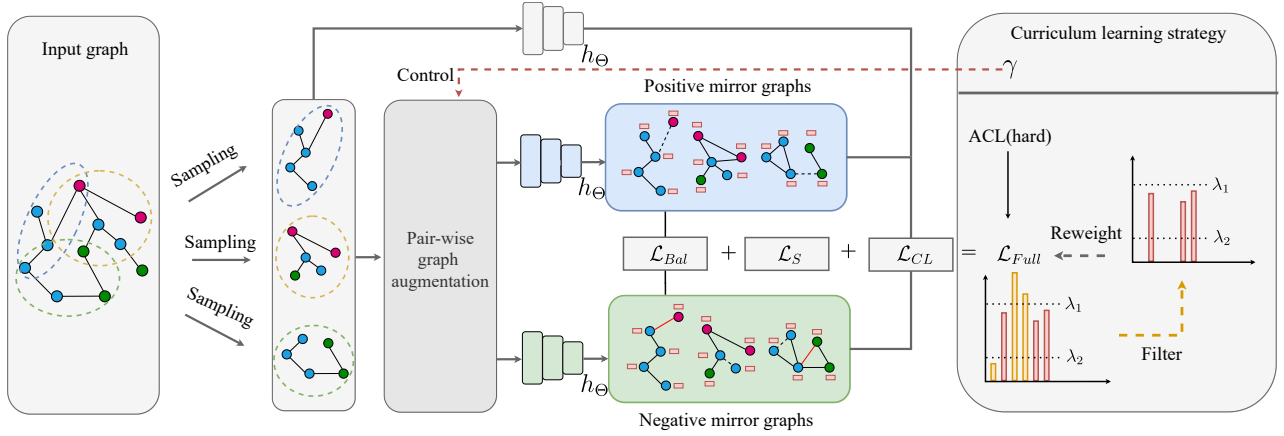 Input graph
Sampling
Sampling
Sampling
Control
Pair-wise
graph
augmentation
h_Θ
h_Θ
h_Θ
Positive mirror graphs
ℒ_Bal + ℒ_S + ℒ_CL = ℒ_Full
Negative mirror graphs
Curriculum learning strategy
γ
ACL(hard)
λ_1
λ_2
Reweight
λ_1
λ_2
Filter